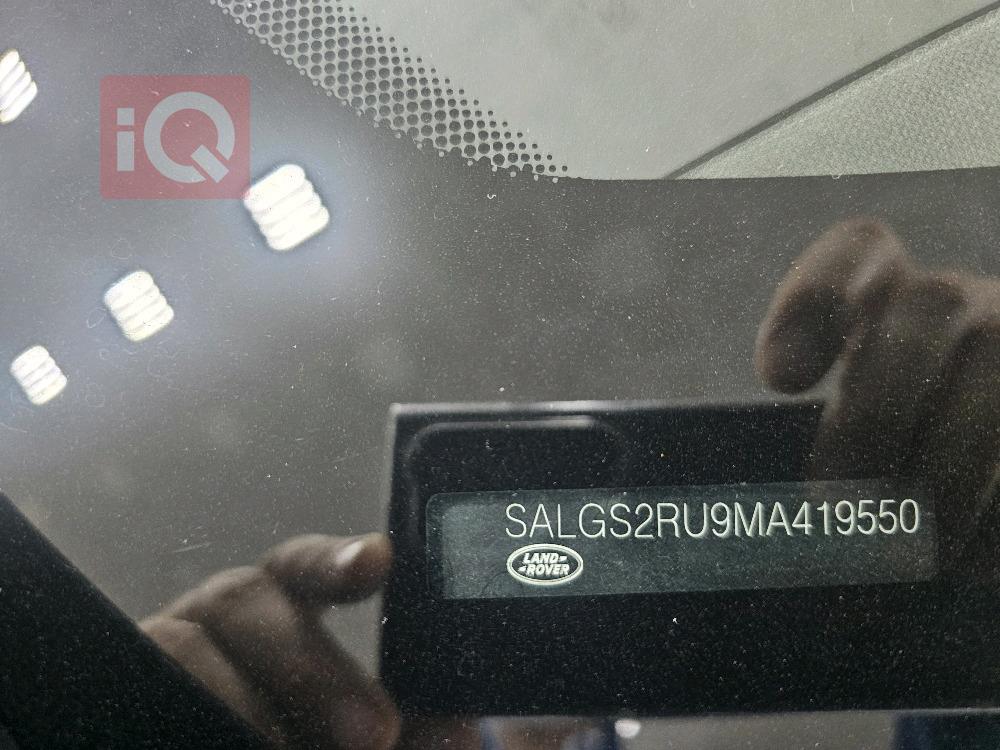 iQ
SALGS2RU9MA419550
LAND-
-ROVER